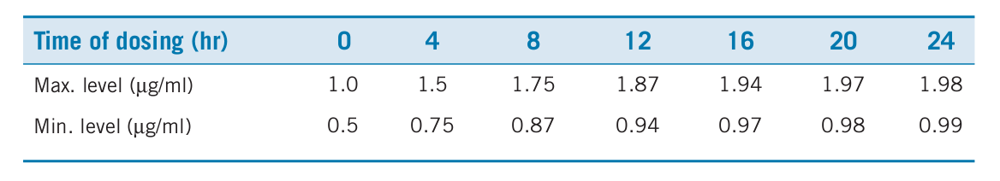 Time of dosing (hr) 0 4 8 12 16 20 24
Max. level (μg/ml) 1.0 1.5 1.75 1.87 1.94 1.97 1.98
Min. level (μg/ml) 0.5 0.75 0.87 0.94 0.97 0.98 0.99